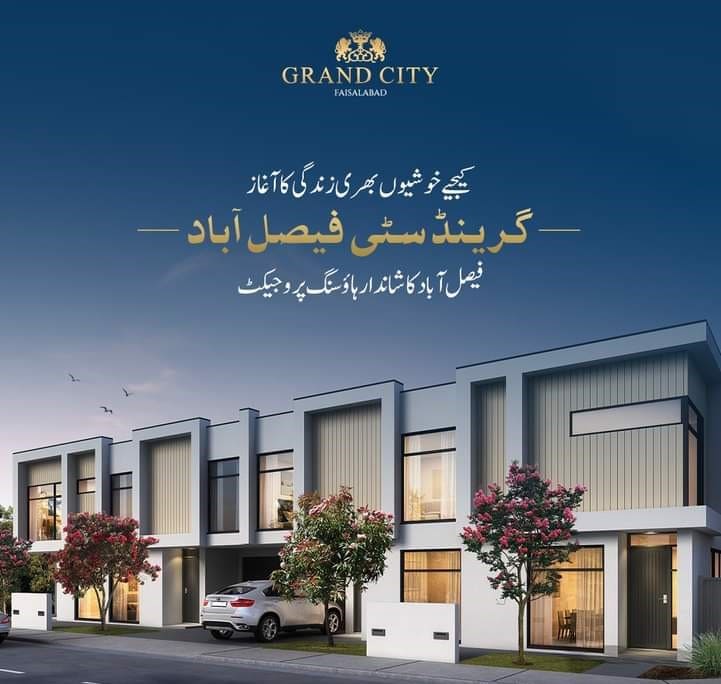 GRAND CITY
FAISALABAD
کیجیے خوشیوں بھری زندگی کا آغاز
گرینڈ سٹی فیصل آباد
فیصل آباد کا شاندار ہاؤسنگ پروجیکٹ